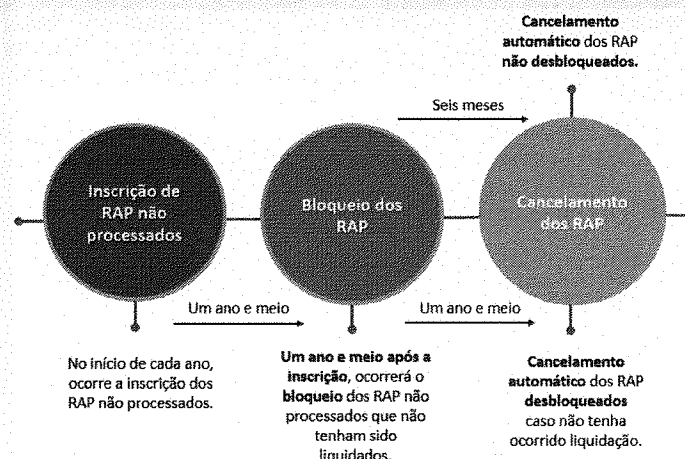 Cancelamento
automático dos RAP
não desbloqueados.
Seis meses
Inscrição de
RAP não
processados
Bloqueio dos
RAP
Cancelamento
dos RAP
Um ano e meio
Um ano e meio
No início de cada ano,
ocorre a inscrição dos
RAP não processados.
Um ano e meio após a
inscrição, ocorrerá o
bloqueio dos RAP não
processados que não
tenham sido
liquidados.
Cancelamento
automático dos RAP
desbloqueados
caso não tenha
ocorrido liquidação.